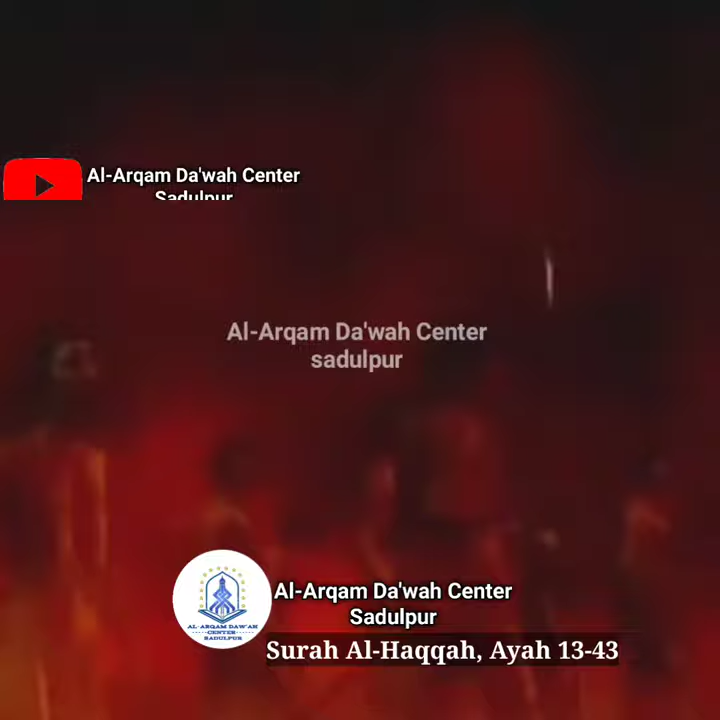 Al-Arqam Da'wah Center
Sadulpur
Al-Arqam Da'wah Center
sadulpur
Al-Arqam Da'wah Center
Sadulpur
AL-ARQAM DAW'AH
CENTER
SADULPUR
Surah Al-Haqqah, Ayah 13-43